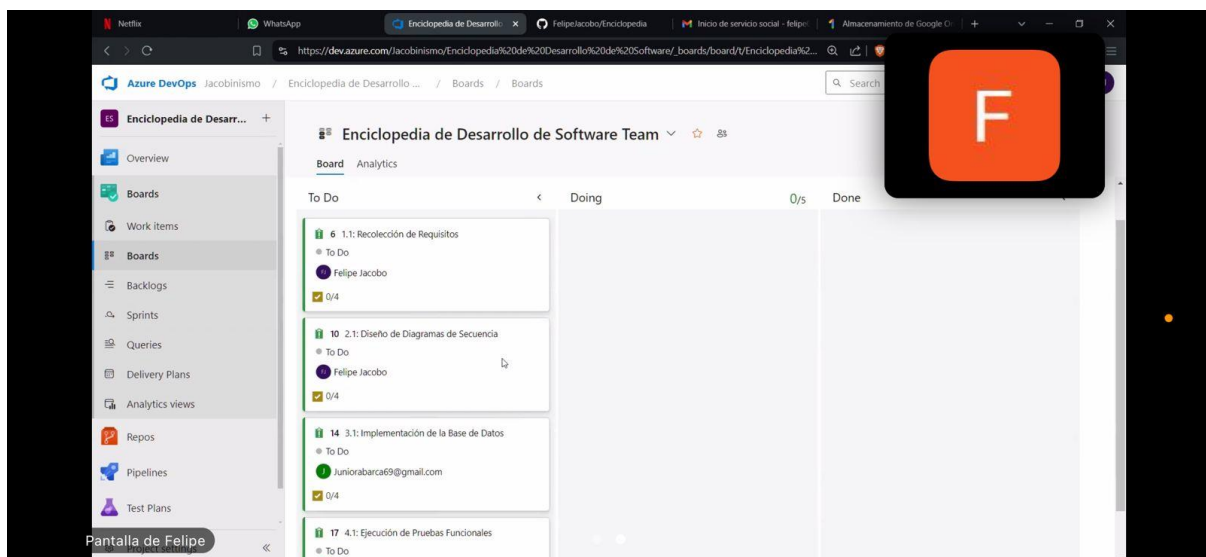 Netflix
WhatsApp
Enciclopedia de Desarrollo
FelipeJacobo/Enciclopedia
Inicio de servicio social - felipe
Almacenamiento de Google O
https://dev.azure.com/Jacobinismo/Enciclopedia%20de%20Desarrollo%20de%20Software/_boards/board/t/Enciclopedia%2...
Azure DevOps Jacobinismo / Enciclopedia de Desarrollo ... / Boards / Boards
Search
F
ES Enciclopedia de Desarr... +
Enciclopedia de Desarrollo de Software Team
Board Analytics
Overview
Boards
Work items
Boards
Backlogs
Sprints
Queries
Delivery Plans
Analytics views
Repos
Pipelines
Test Plans
Project settings
Pantalla de Felipe
To Do
Doing
0/5
Done
6 1.1: Recolección de Requisitos
To Do
Felipe Jacobo
0/4
10 2.1: Diseño de Diagramas de Secuencia
To Do
Felipe Jacobo
0/4
14 3.1: Implementación de la Base de Datos
To Do
J Juniorabarca69@gmail.com
0/4
17 4.1: Ejecución de Pruebas Funcionales
To Do